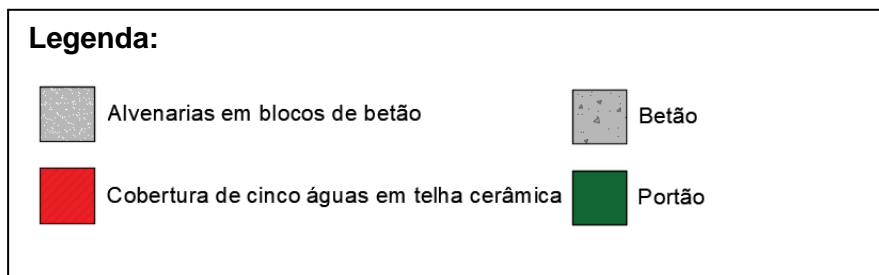 Legenda:
Alvenarias em blocos de betão
Betão
Cobertura de cinco águas em telha cerâmica
Portão